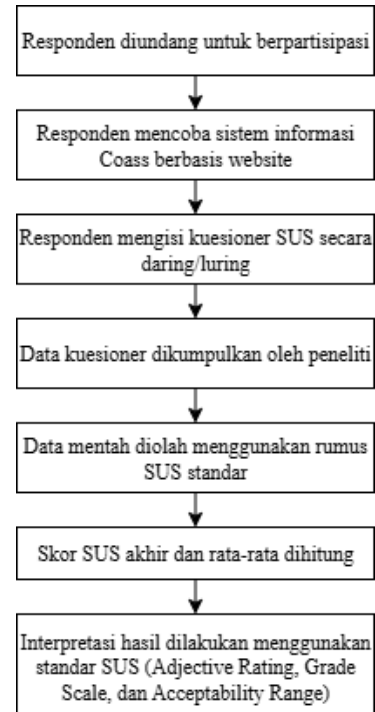 Responden diundang untuk berpartisipasi
Responden mencoba sistem informasi
Coass berbasis website
Responden mengisi kuesioner SUS secara
daring/luring
Data kuesioner dikumpulkan oleh peneliti
Data mentah diolah menggunakan rumus
SUS standar
Skor SUS akhir dan rata-rata dihitung
Interpretasi hasil dilakukan menggunakan
standar SUS (Adjective Rating, Grade
Scale, dan Acceptability Range)